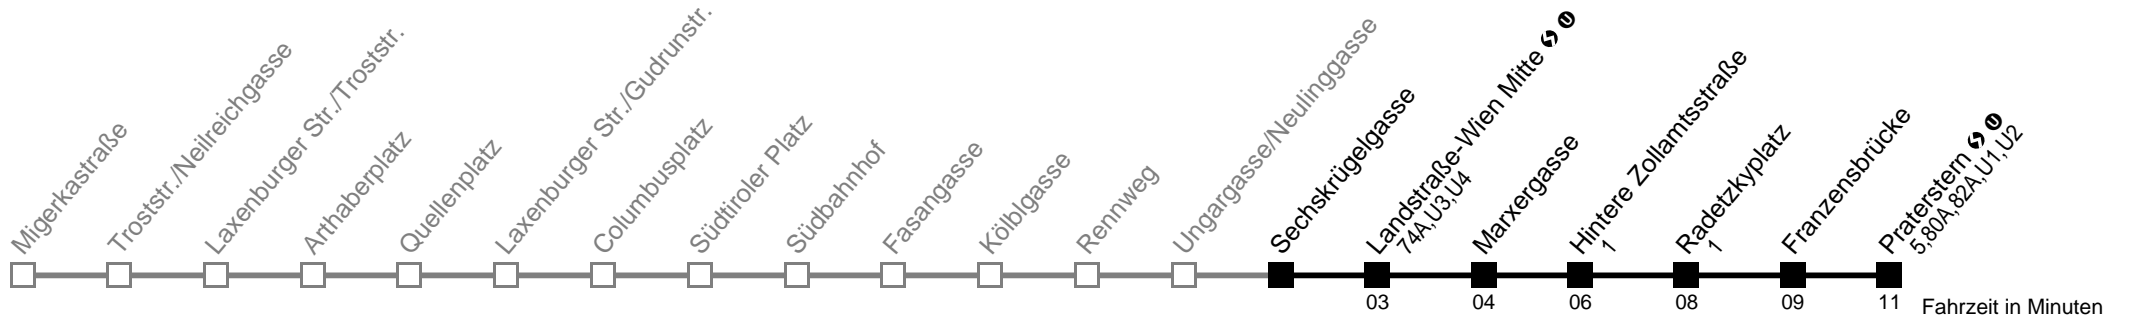 Migerkastraße
Troststr./Neilreichgasse
Laxenburger Str./Troststr.
Arthaberplatz
Quellenplatz
Laxenburger Str./Gudrunstr.
Columbusplatz
Südtiroler Platz
Südbahnhof
Fasangasse
Kölblgasse
Rennweg
Ungargasse/Neulinggasse
Sechskrügelgasse
Landstraße-Wien Mitte U
74A,U3,U4
Marxergasse
Hintere Zollamtsstraße
1
Radetzkyplatz
1
Franzensbrücke
Praterstern U
5,80A,82A,U1,U2
03 04 06 08 09 11 Fahrzeit in Minuten